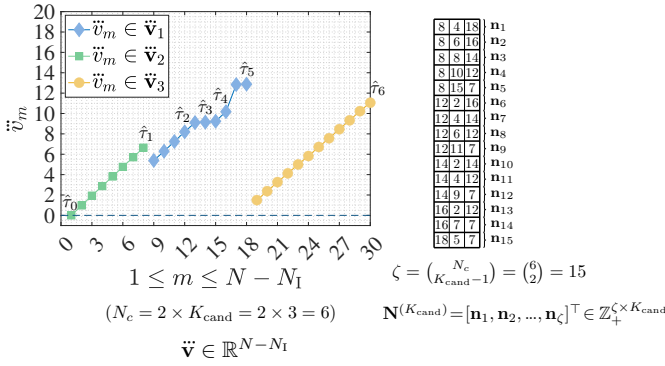 20
18
16
14
12
10
8
6
4
2
0
v⃛_m
v⃛_m ∈ v⃛_1
v⃛_m ∈ v⃛_2
v⃛_m ∈ v⃛_3
τ̂_0
τ̂_1
τ̂_2
τ̂_3
τ̂_4
τ̂_5
τ̂_6
0 3 6 9 12 15 18 21 24 27 30
1 ≤ m ≤ N − N_I
(N_c = 2 × K_cand = 2 × 3 = 6)
v⃛ ∈ ℝ^{N−N_I}
8 4 18 n_1
8 6 16 n_2
8 8 14 n_3
8 10 12 n_4
8 15 7 n_5
12 2 16 n_6
12 4 14 n_7
12 6 12 n_8
12 11 7 n_9
14 2 14 n_10
14 4 12 n_11
14 9 7 n_12
16 2 12 n_13
16 7 7 n_14
18 5 7 n_15
ζ = (N_c K_cand−1) = (6 2) = 15
N^(K_cand) = [n_1, n_2, ..., n_ζ]^⊤ ∈ ℤ_+^{ζ×K_cand}